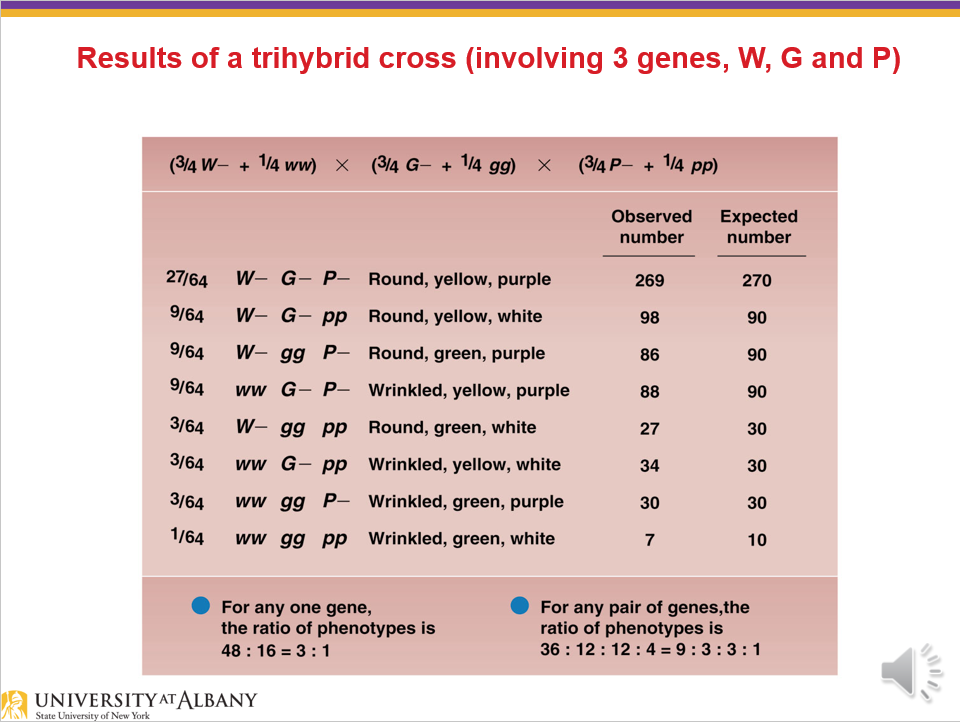 Results of a trihybrid cross (involving 3 genes, W, G and P)
(3/4 W– + 1/4 ww) × (3/4 G– + 1/4 gg) × (3/4 P– + 1/4 pp)
Observed number Expected number
27/64 W– G– P– Round, yellow, purple 269 270
9/64 W– G– pp Round, yellow, white 98 90
9/64 W– gg P– Round, green, purple 86 90
9/64 ww G– P– Wrinkled, yellow, purple 88 90
3/64 W– gg pp Round, green, white 27 30
3/64 ww G– pp Wrinkled, yellow, white 34 30
3/64 ww gg P– Wrinkled, green, purple 30 30
1/64 ww gg pp Wrinkled, green, white 7 10
For any one gene,
the ratio of phenotypes is
48 : 16 = 3 : 1
For any pair of genes,the
ratio of phenotypes is
36 : 12 : 12 : 4 = 9 : 3 : 3 : 1
UNIVERSITY AT ALBANY
State University of New York